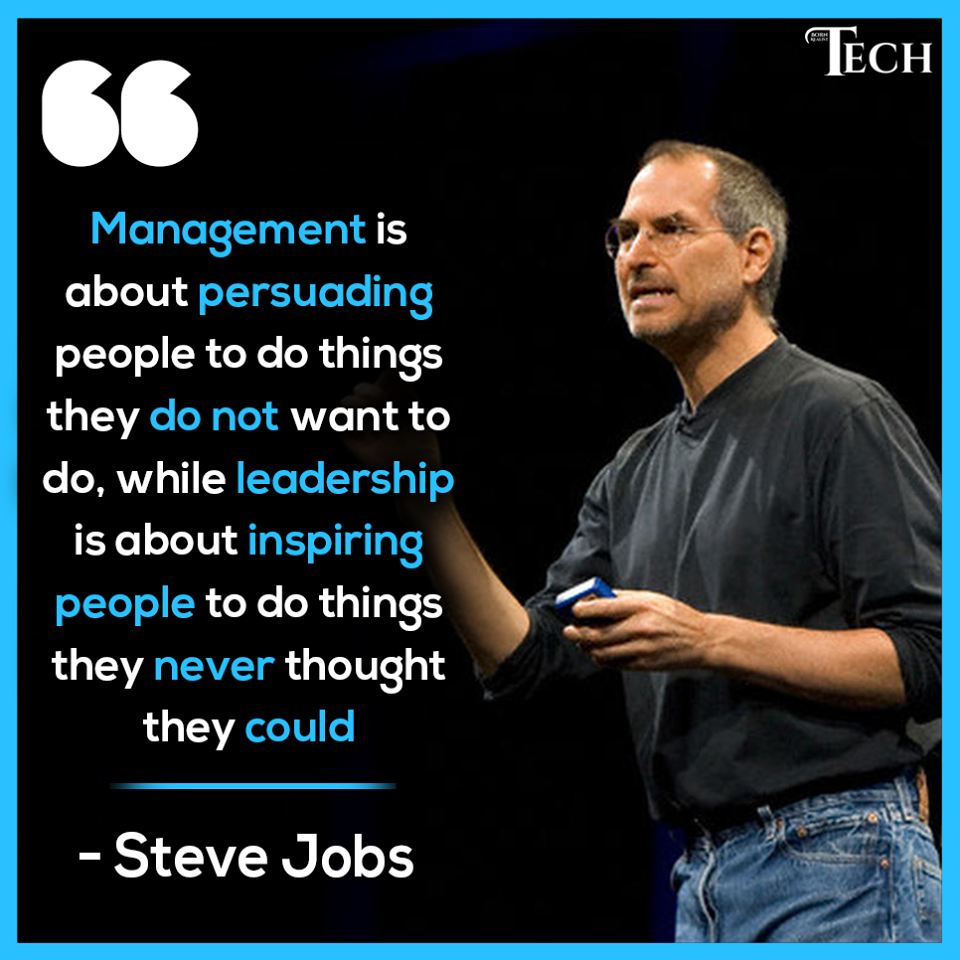 BORN
REALIST
TECH
Management is
about persuading
people to do things
they do not want to
do, while leadership
is about inspiring
people to do things
they never thought
they could
- Steve Jobs